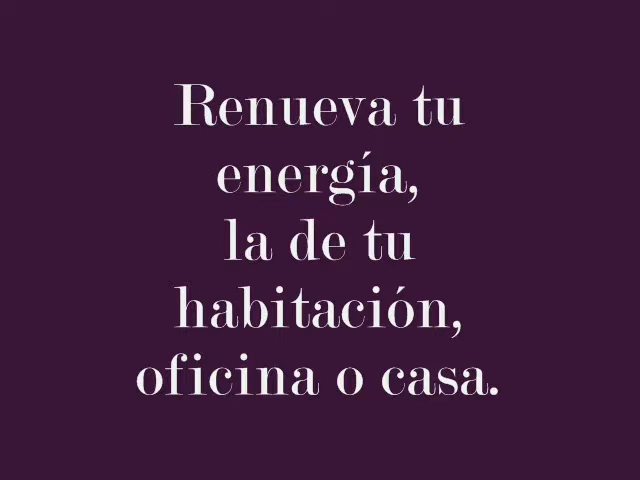 Renueva tu
energía,
la de tu
habitación,
oficina o casa.